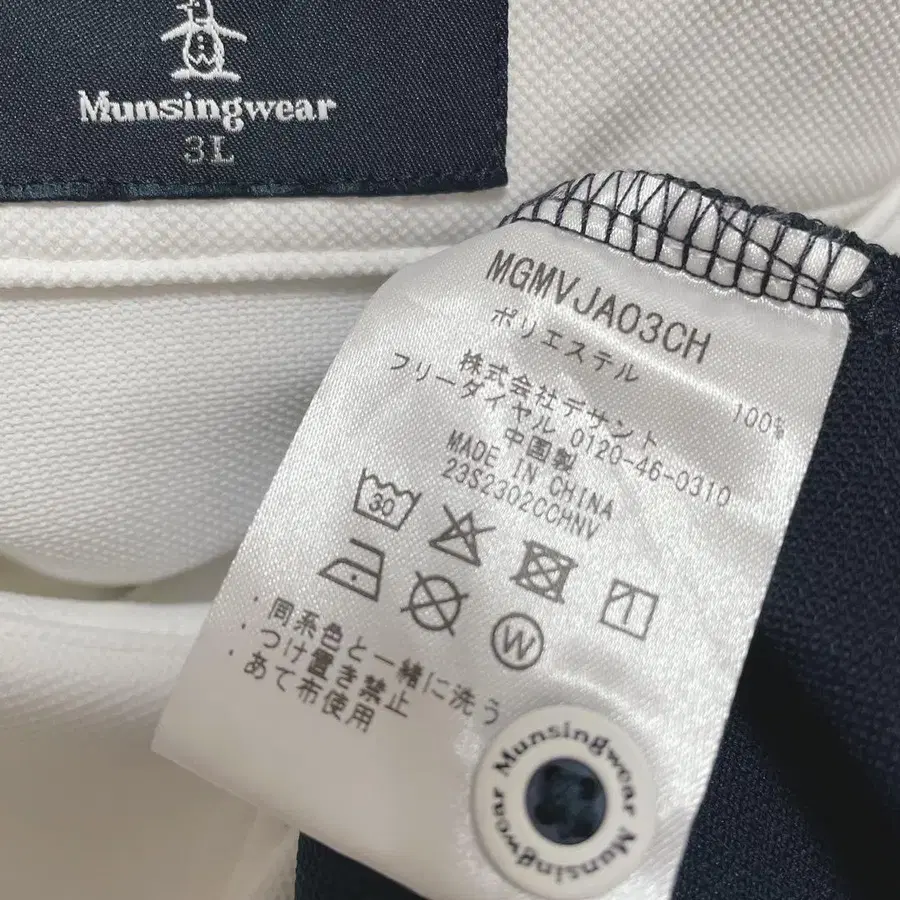 Munsingwear
3L
MGMVJA03CH
ポリエステル 100%
株式会社デサント
フリーダイヤル 0120-46-0310
中国製
MADE IN CHINA
23S2302CCHNV
30
W
・同系色と一緒に洗う
・つけ置き禁止
・あて布使用
Munsingwear Munsingwear